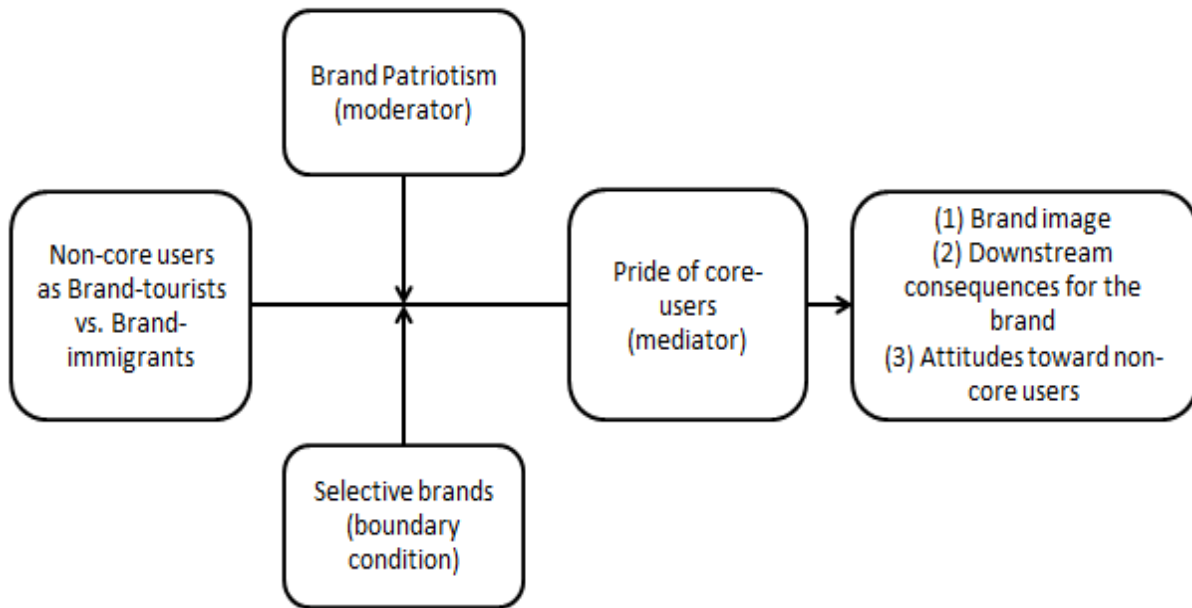 Brand Patriotism
(moderator)
Non-core users
as Brand-tourists
vs. Brand-
immigrants
Pride of core-
users
(mediator)
(1) Brand image
(2) Downstream
consequences for the
brand
(3) Attitudes toward non-
core users
Selective brands
(boundary
condition)